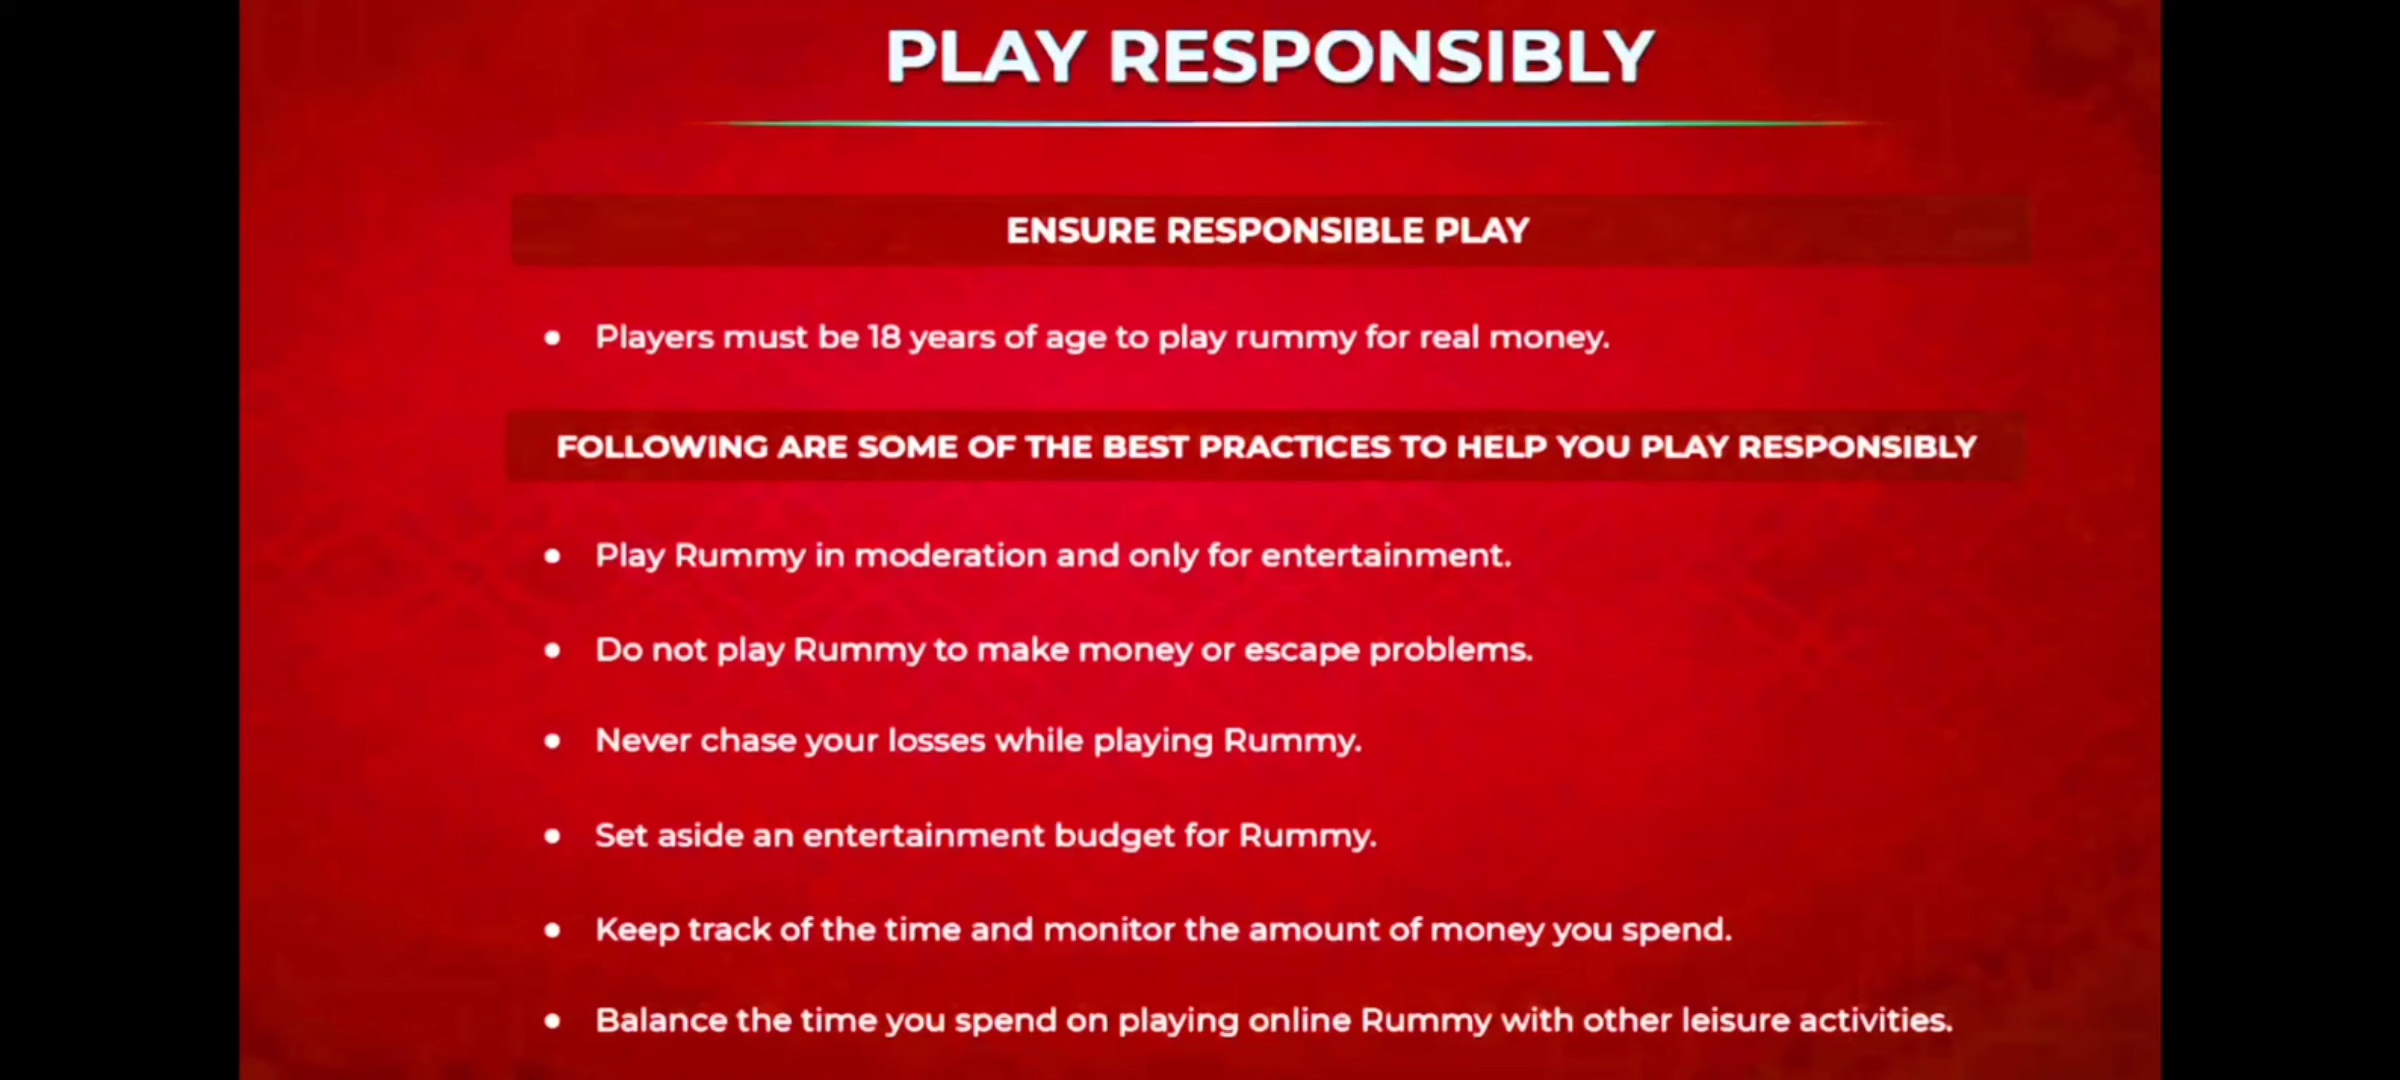 PLAY RESPONSIBLY
ENSURE RESPONSIBLE PLAY
• Players must be 18 years of age to play rummy for real money.
FOLLOWING ARE SOME OF THE BEST PRACTICES TO HELP YOU PLAY RESPONSIBLY
• Play Rummy in moderation and only for entertainment.
• Do not play Rummy to make money or escape problems.
• Never chase your losses while playing Rummy.
• Set aside an entertainment budget for Rummy.
• Keep track of the time and monitor the amount of money you spend.
• Balance the time you spend on playing online Rummy with other leisure activities.